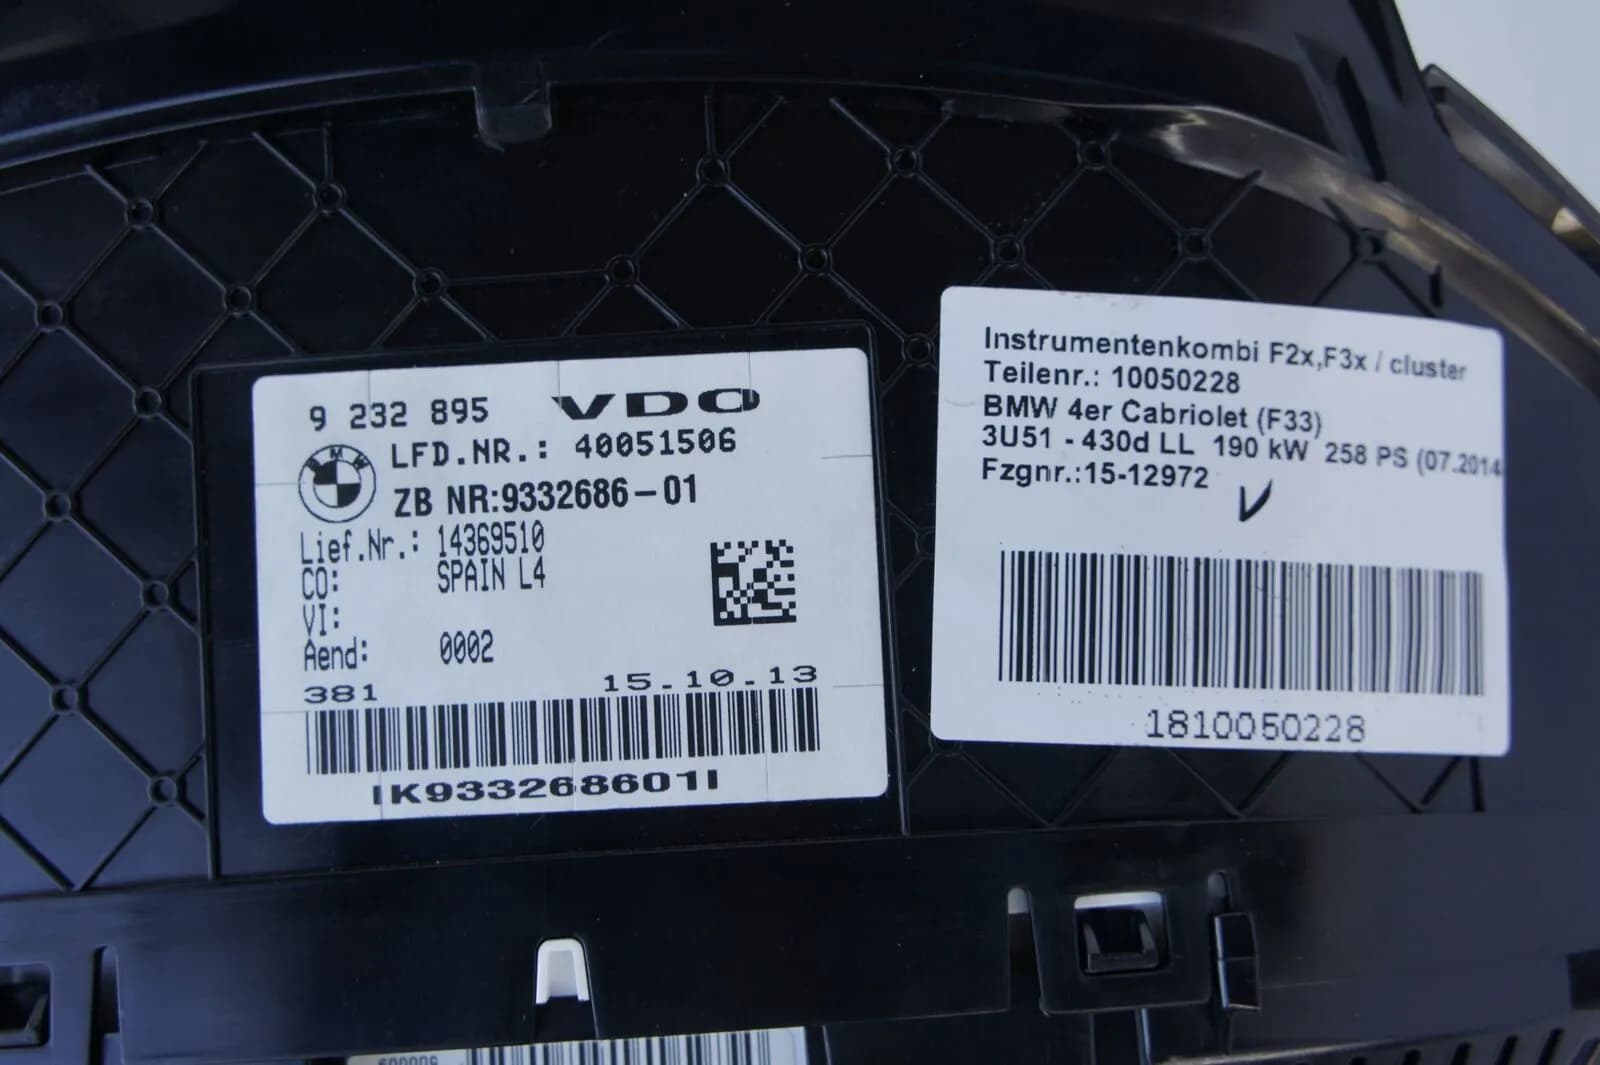 9 232 895 VDO
BMW
LFD.NR.: 40051506
ZB NR:9332686-01
Lief.Nr.: 14369510
CO: SPAIN L4
VI:
Aend: 0002
381 15.10.13
IK933268601I
Instrumentenkombi F2x,F3x / cluster
Teilenr.: 10050228
BMW 4er Cabriolet (F33)
3U51 - 430d LL 190 kW 258 PS (07.2014
Fzgnr.:15-12972
1810050228